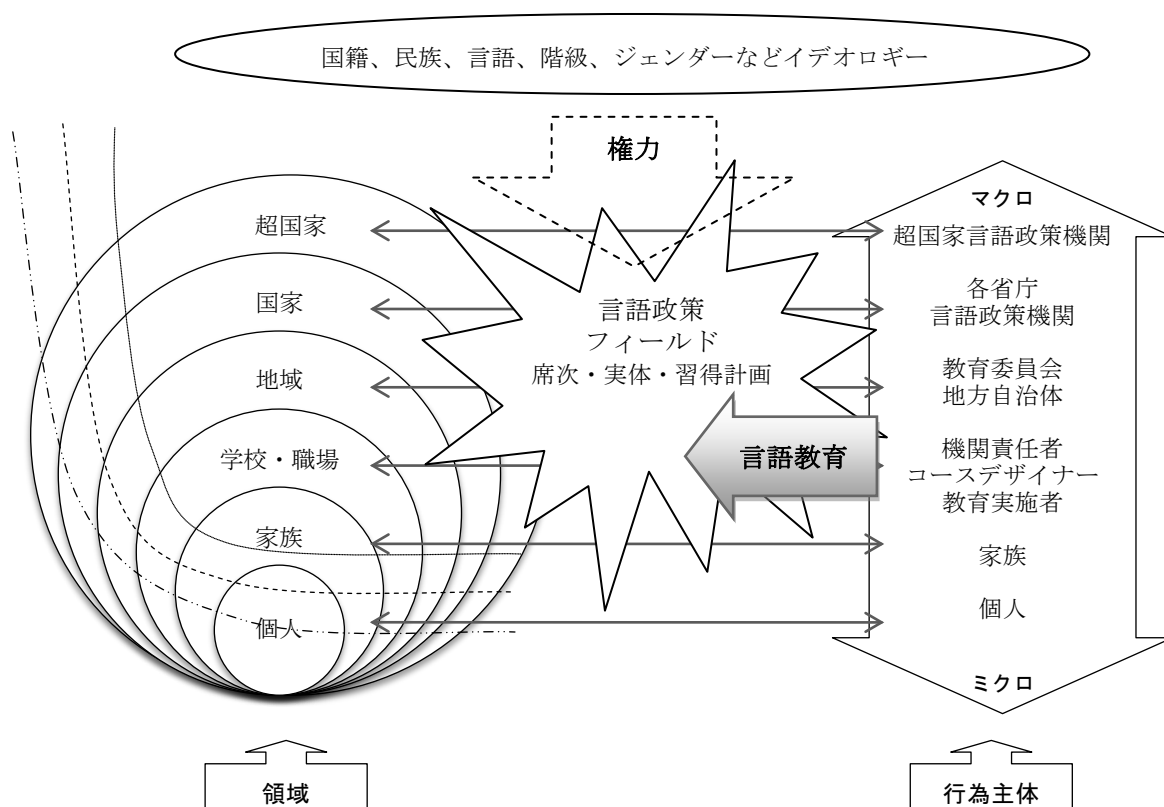 国籍、民族、言語、階級、ジェンダーなどイデオロギー
権力
マクロ
超国家
超国家言語政策機関
国家
言語政策
フィールド
席次・実体・習得計画
各省庁
言語政策機関
地域
教育委員会
地方自治体
学校・職場
言語教育
機関責任者
コースデザイナー
教育実施者
家族
家族
個人
個人
ミクロ
領域
行為主体